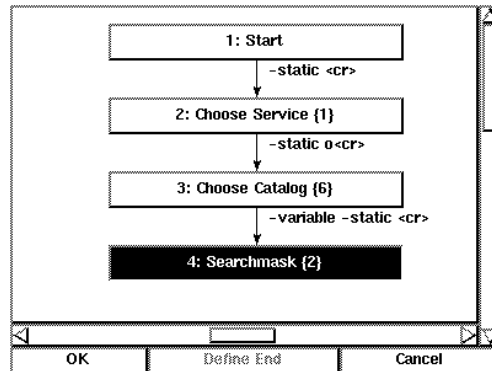 1: Start
-static <cr>
2: Choose Service {1}
-static o<cr>
3: Choose Catalog {6}
-variable -static <cr>
4: Searchmask {2}
OK Define End Cancel